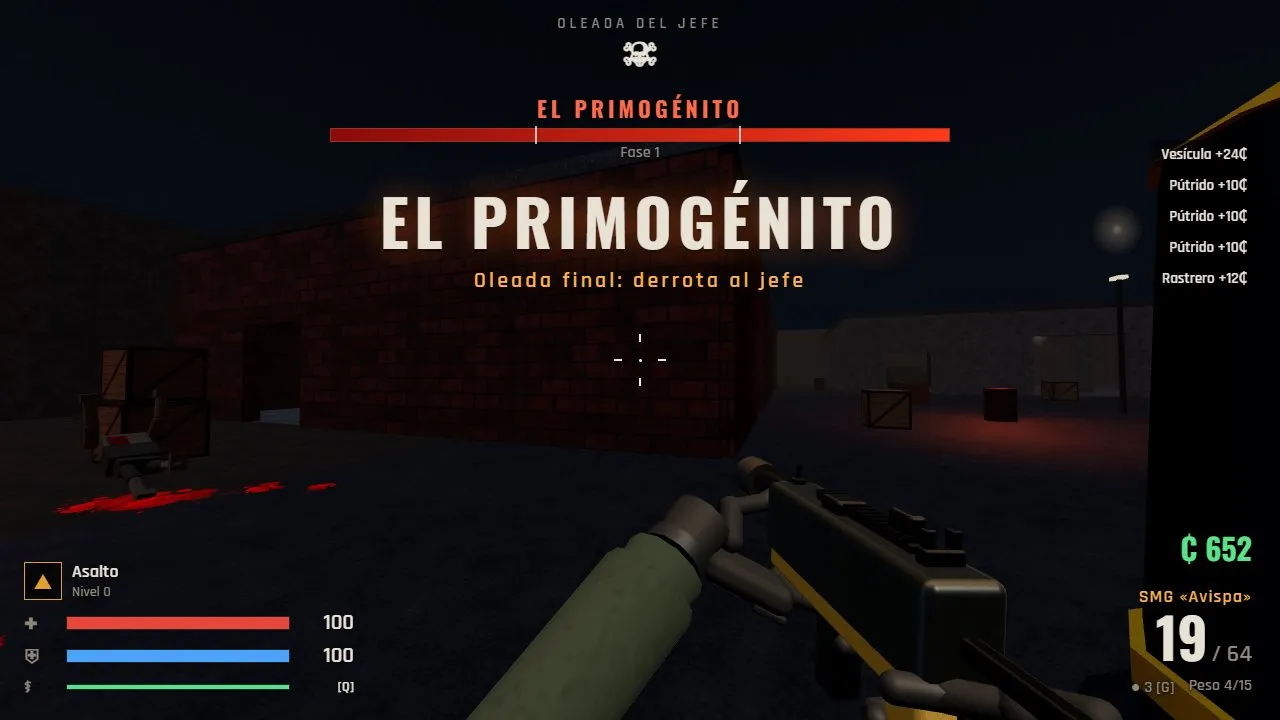 OLEADA DEL JEFE
EL PRIMOGÉNITO
Fase 1
EL PRIMOGÉNITO
Oleada final: derrota al jefe
Vesícula +24₵
Pútrido +10₵
Pútrido +10₵
Pútrido +10₵
Rastrero +12₵
Asalto
Nivel 0
100
100
[Q]
₵ 652
SMG «Avispa»
19 / 64
3 [G] Peso 4/15